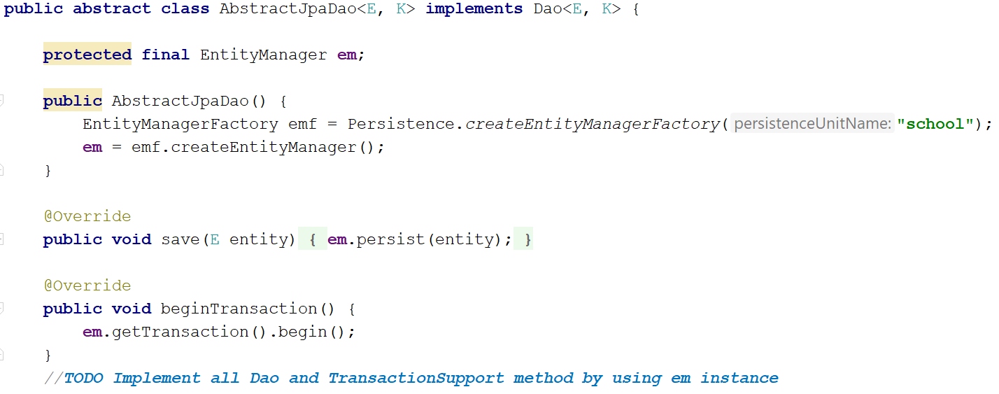 public abstract class AbstractJpaDao<E, K> implements Dao<E, K> {
protected final EntityManager em;
public AbstractJpaDao() {
EntityManagerFactory emf = Persistence.createEntityManagerFactory( persistenceUnitName: "school");
em = emf.createEntityManager();
}
@Override
public void save(E entity) { em.persist(entity); }
@Override
public void beginTransaction() {
em.getTransaction().begin();
}
//TODO Implement all Dao and TransactionSupport method by using em instance